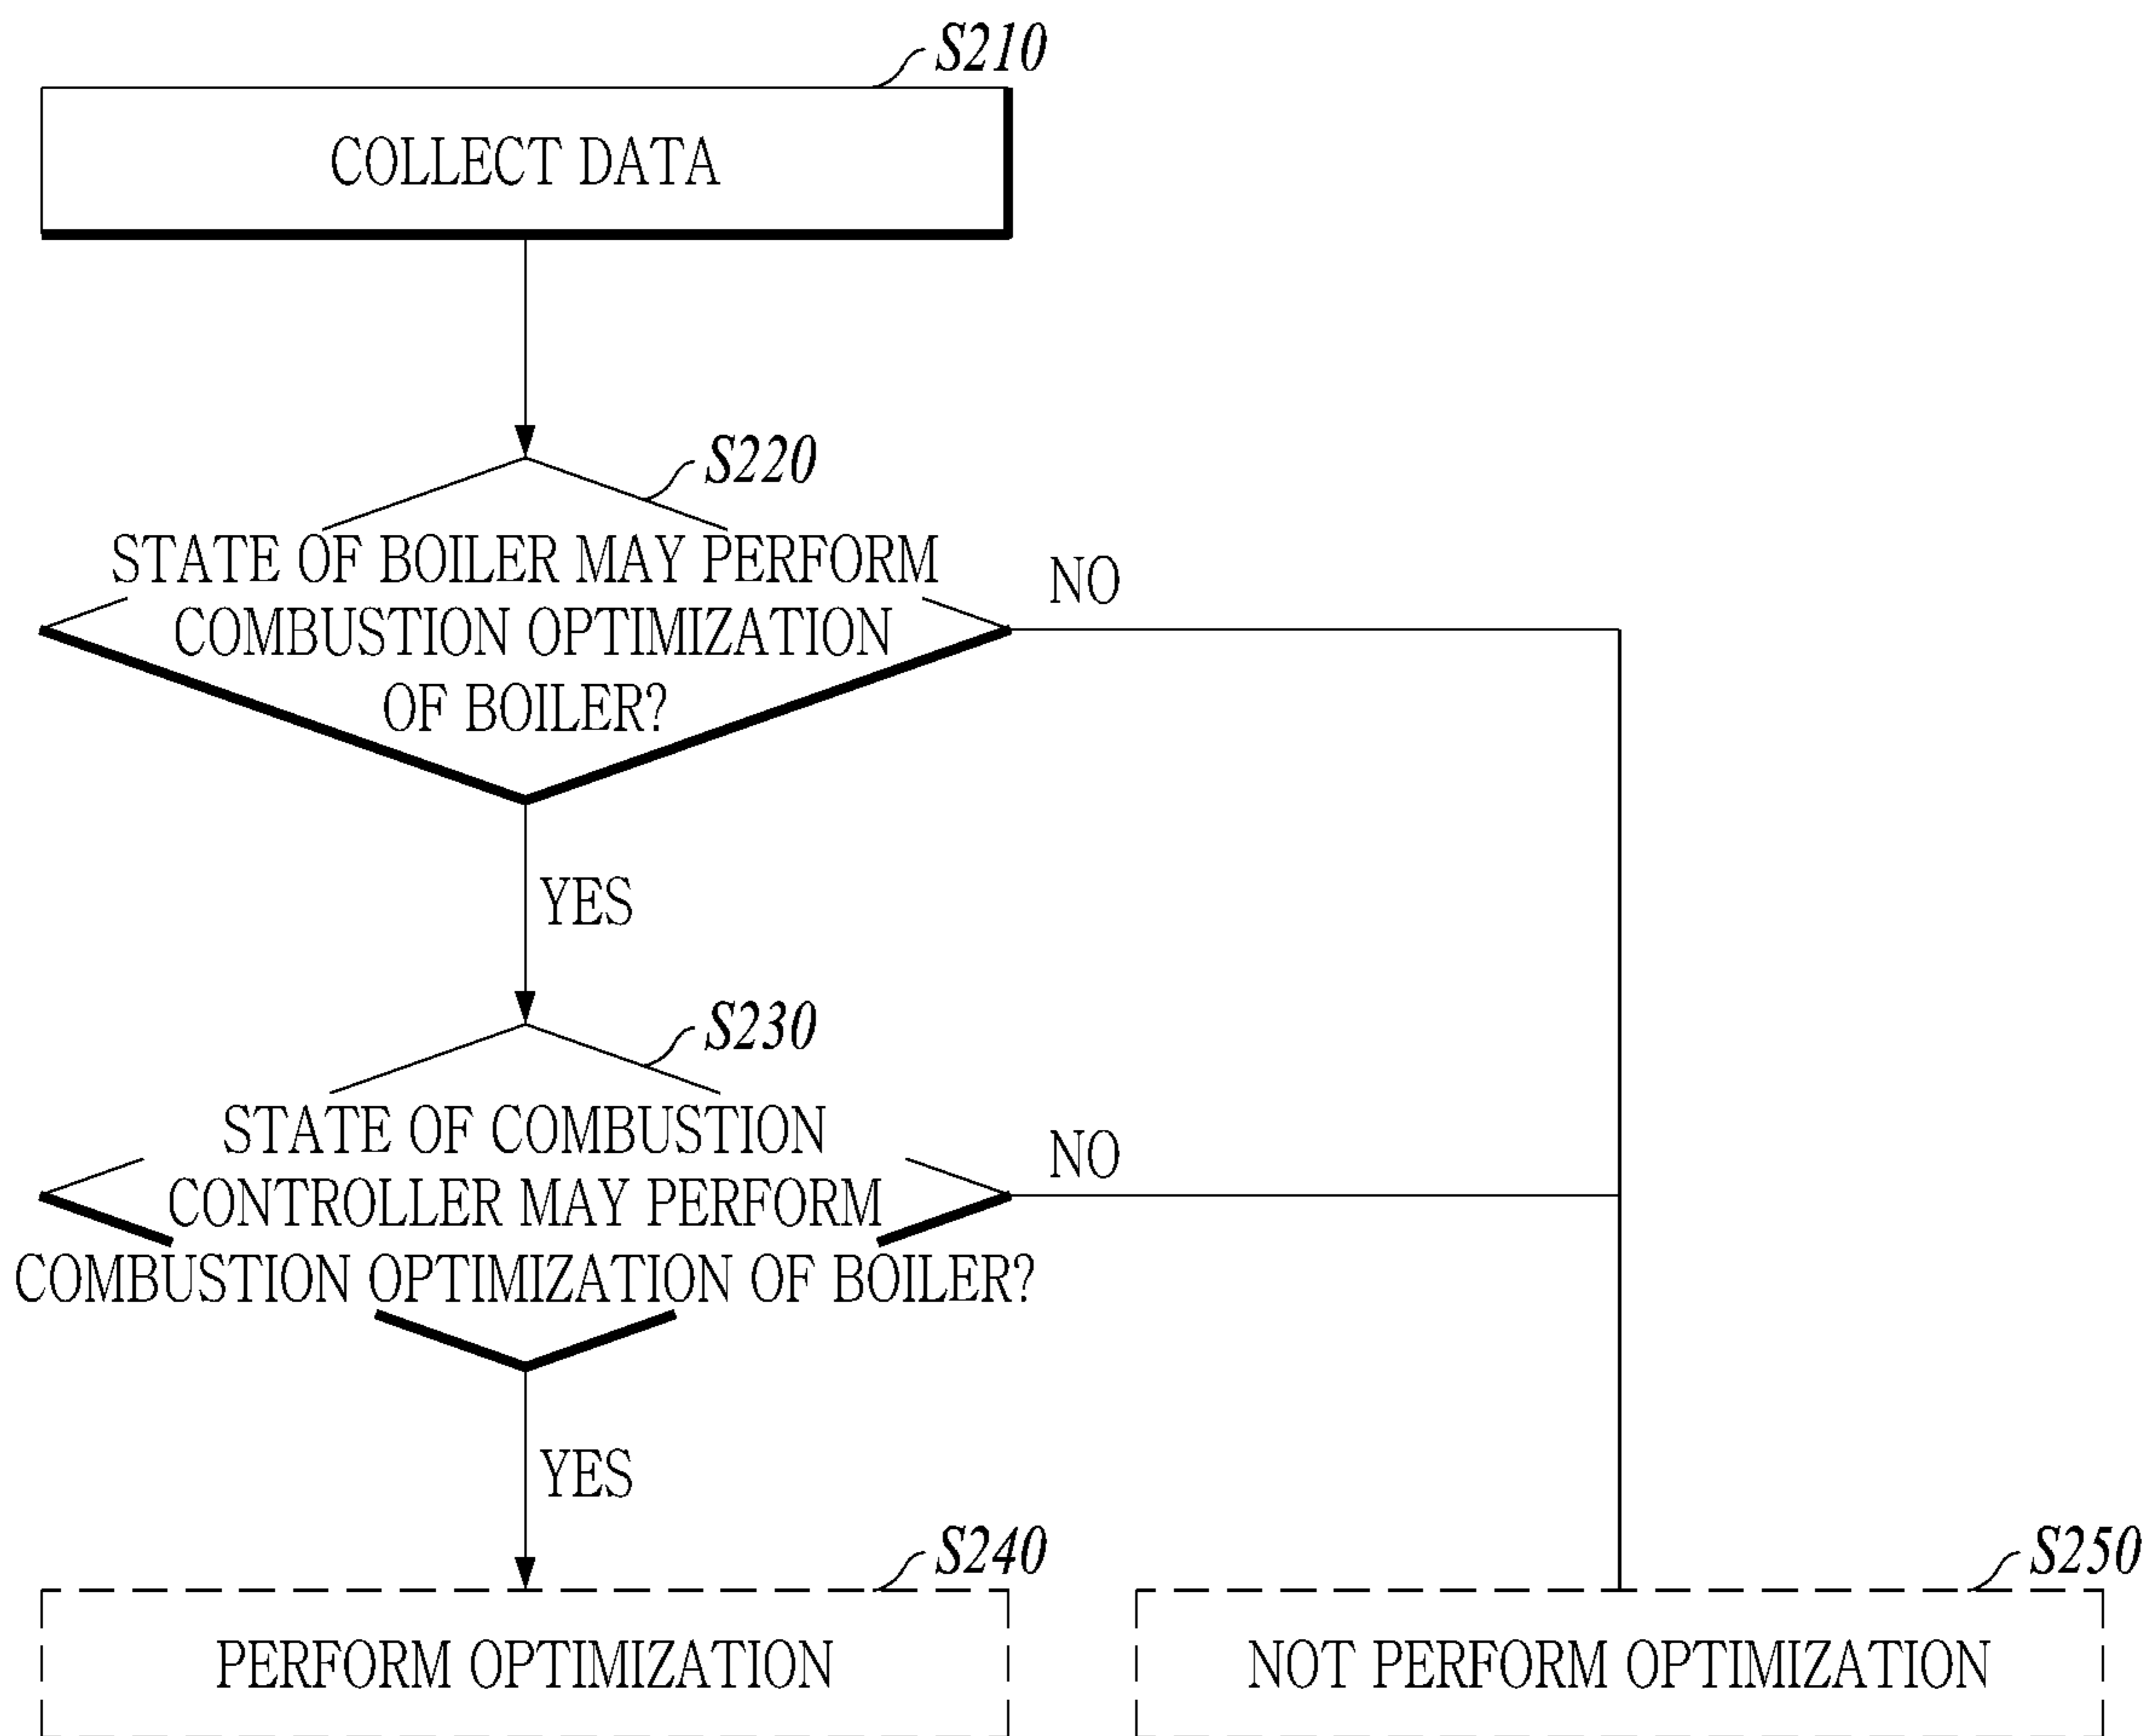 S210
COLLECT DATA
S220
STATE OF BOILER MAY PERFORM
COMBUSTION OPTIMIZATION
OF BOILER?
NO
YES
S230
STATE OF COMBUSTION
CONTROLLER MAY PERFORM
COMBUSTION OPTIMIZATION OF BOILER?
NO
YES
S240
PERFORM OPTIMIZATION
S250
NOT PERFORM OPTIMIZATION